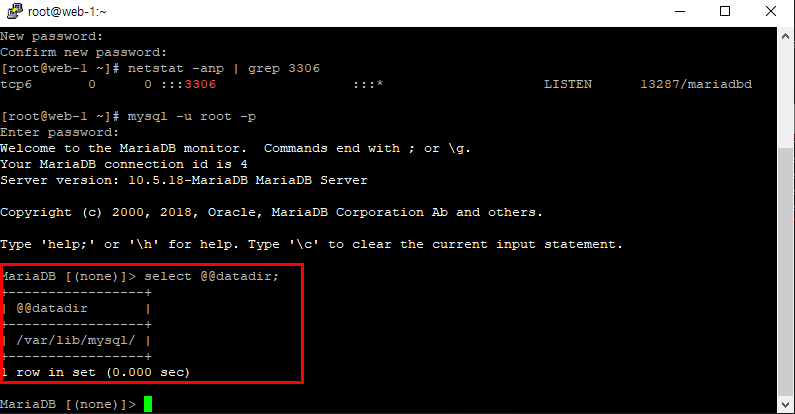 root@web-1:~
New password:
Confirm new password:
[root@web-1 ~]# netstat -anp | grep 3306
tcp6       0      0 :::3306                 :::*                    LISTEN      13287/mariadbd
[root@web-1 ~]# mysql -u root -p
Enter password:
Welcome to the MariaDB monitor.  Commands end with ; or \g.
Your MariaDB connection id is 4
Server version: 10.5.18-MariaDB MariaDB Server
Copyright (c) 2000, 2018, Oracle, MariaDB Corporation Ab and others.
Type 'help;' or '\h' for help. Type '\c' to clear the current input statement.
MariaDB [(none)]> select @@datadir;
+-----------------+
| @@datadir       |
+-----------------+
| /var/lib/mysql/ |
+-----------------+
1 row in set (0.000 sec)
MariaDB [(none)]>